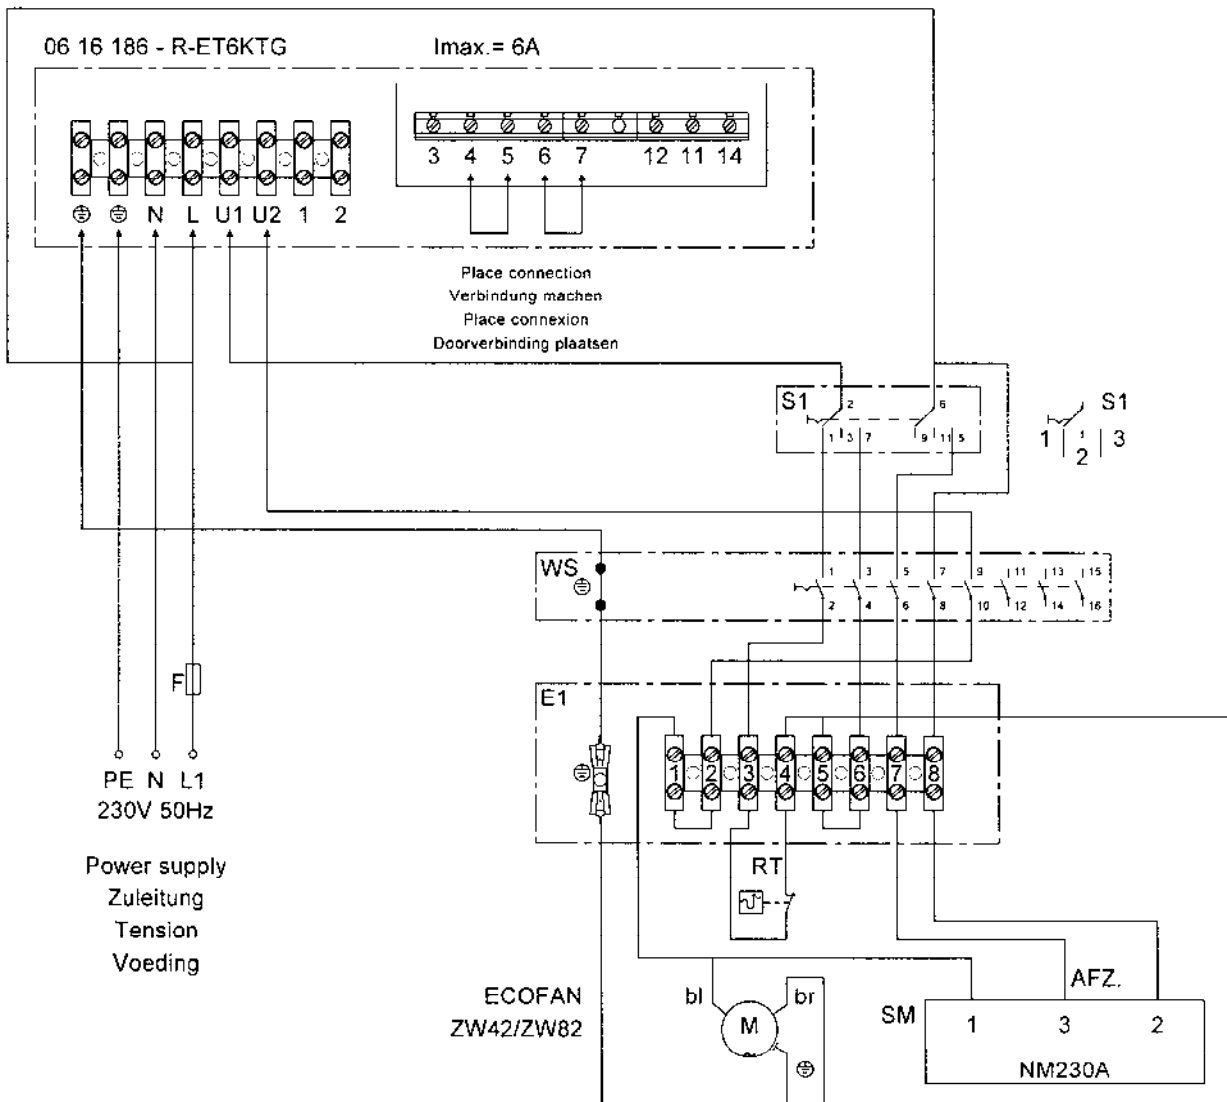 06 16 186 - R-ET6KTG
Imax.= 6A
3 4 5 6 7 12 11 14
N L U1 U2 1 2
Place connection
Verbindung machen
Place connexion
Doorverbinding plaatsen
S1
2 6
1 3 7 9 11 5
S1
1 2 3
WS
1 3 5 7 9 11 13 15
2 4 6 8 10 12 14 16
F
E1
PE N L1
230V 50Hz
1 2 3 4 5 6 7 8
Power supply
Zuleitung
Tension
Voeding
RT
ECOFAN
ZW42/ZW82
bl
br
M
AFZ.
SM
1 3 2
NM230A